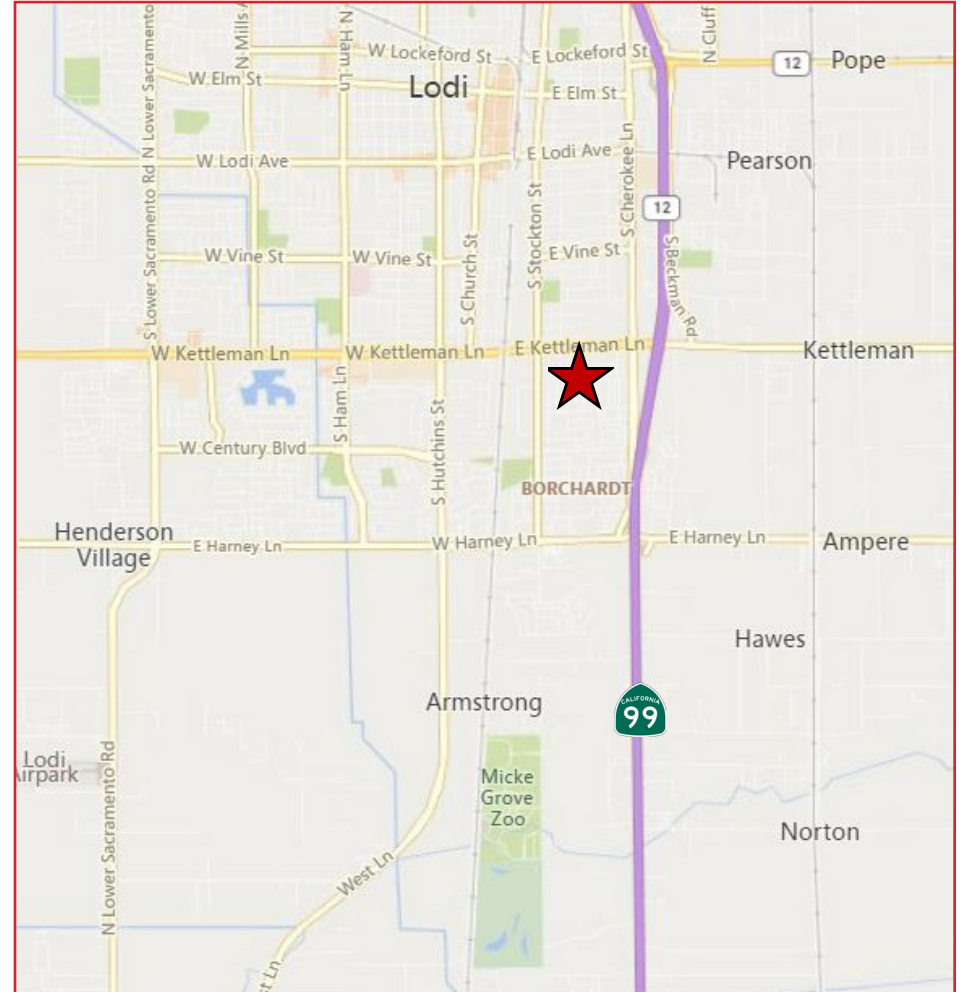 N Lower Sacramento
N Mills A
N Ham Ln
W Lockeford St
E Lockeford St
N Cluff
12
Pope
W Elm St
Lodi
E Elm St
W Lodi Ave
E Lodi Ave
Pearson
S Cherokee Ln
12
S Lower Sacramento Rd
W Vine St
W Vine St
S Church St
S Stockton St
E Vine St
S Beckman Rd
W Kettleman Ln
W Kettleman Ln
E Kettleman Ln
Kettleman
S Ham Ln
S Hutchins St
W Century Blvd
BORCHARDT
Henderson
Village
E Harney Ln
W Harney Ln
E Harney Ln
Ampere
Hawes
Armstrong
CALIFORNIA
99
Lodi
Airpark
N Lower Sacramento Rd
Micke
Grove
Zoo
Norton
West Ln
st Ln